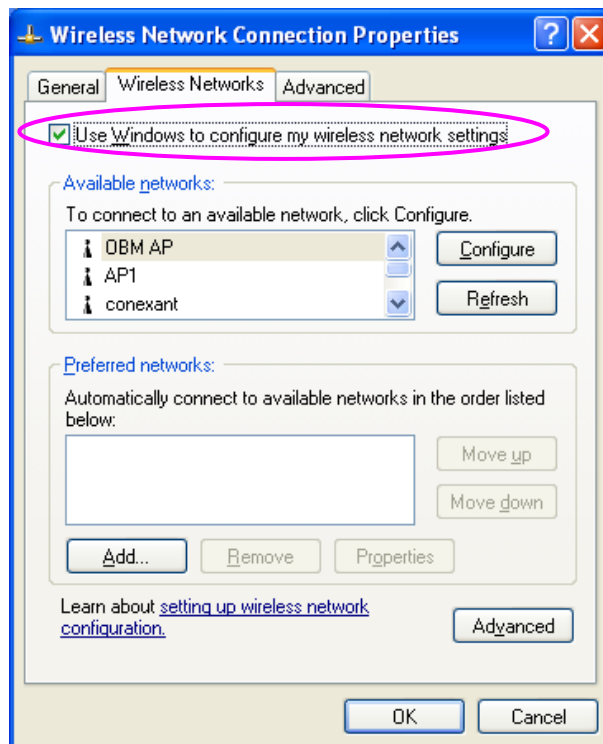 Wireless Network Connection Properties
General Wireless Networks Advanced
Use Windows to configure my wireless network settings
Available networks:
To connect to an available network, click Configure.
OBM AP
AP1
conexant
Configure
Refresh
Preferred networks:
Automatically connect to available networks in the order listed
below:
Move up
Move down
Add... Remove Properties
Learn about setting up wireless network
configuration.
Advanced
OK Cancel